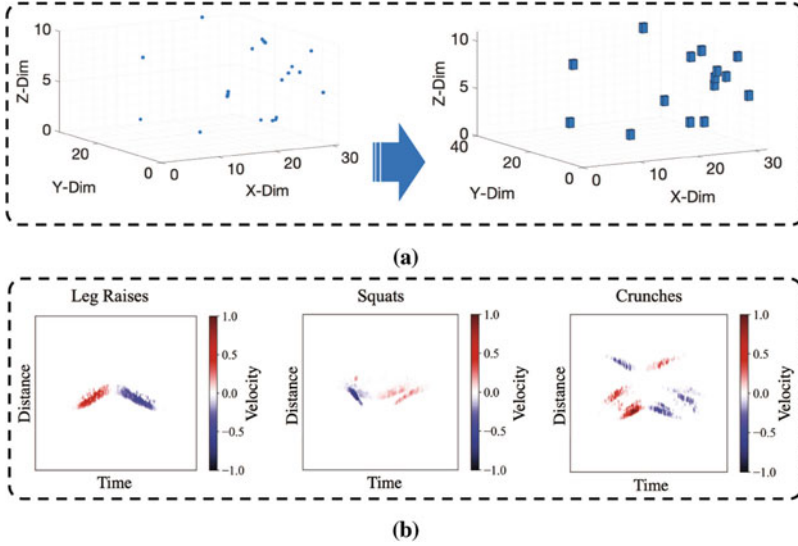 (a)
Z-Dim
10
5
0
20
0
Y-Dim
0
10
20
30
X-Dim
Z-Dim
10
5
0
40
20
0
Y-Dim
0
10
20
30
X-Dim
(b)
Leg Raises
Distance
Time
1.0
0.5
0.0
−0.5
−1.0
Velocity
Squats
Distance
Time
1.0
0.5
0.0
−0.5
−1.0
Velocity
Crunches
Distance
Time
1.0
0.5
0.0
−0.5
−1.0
Velocity